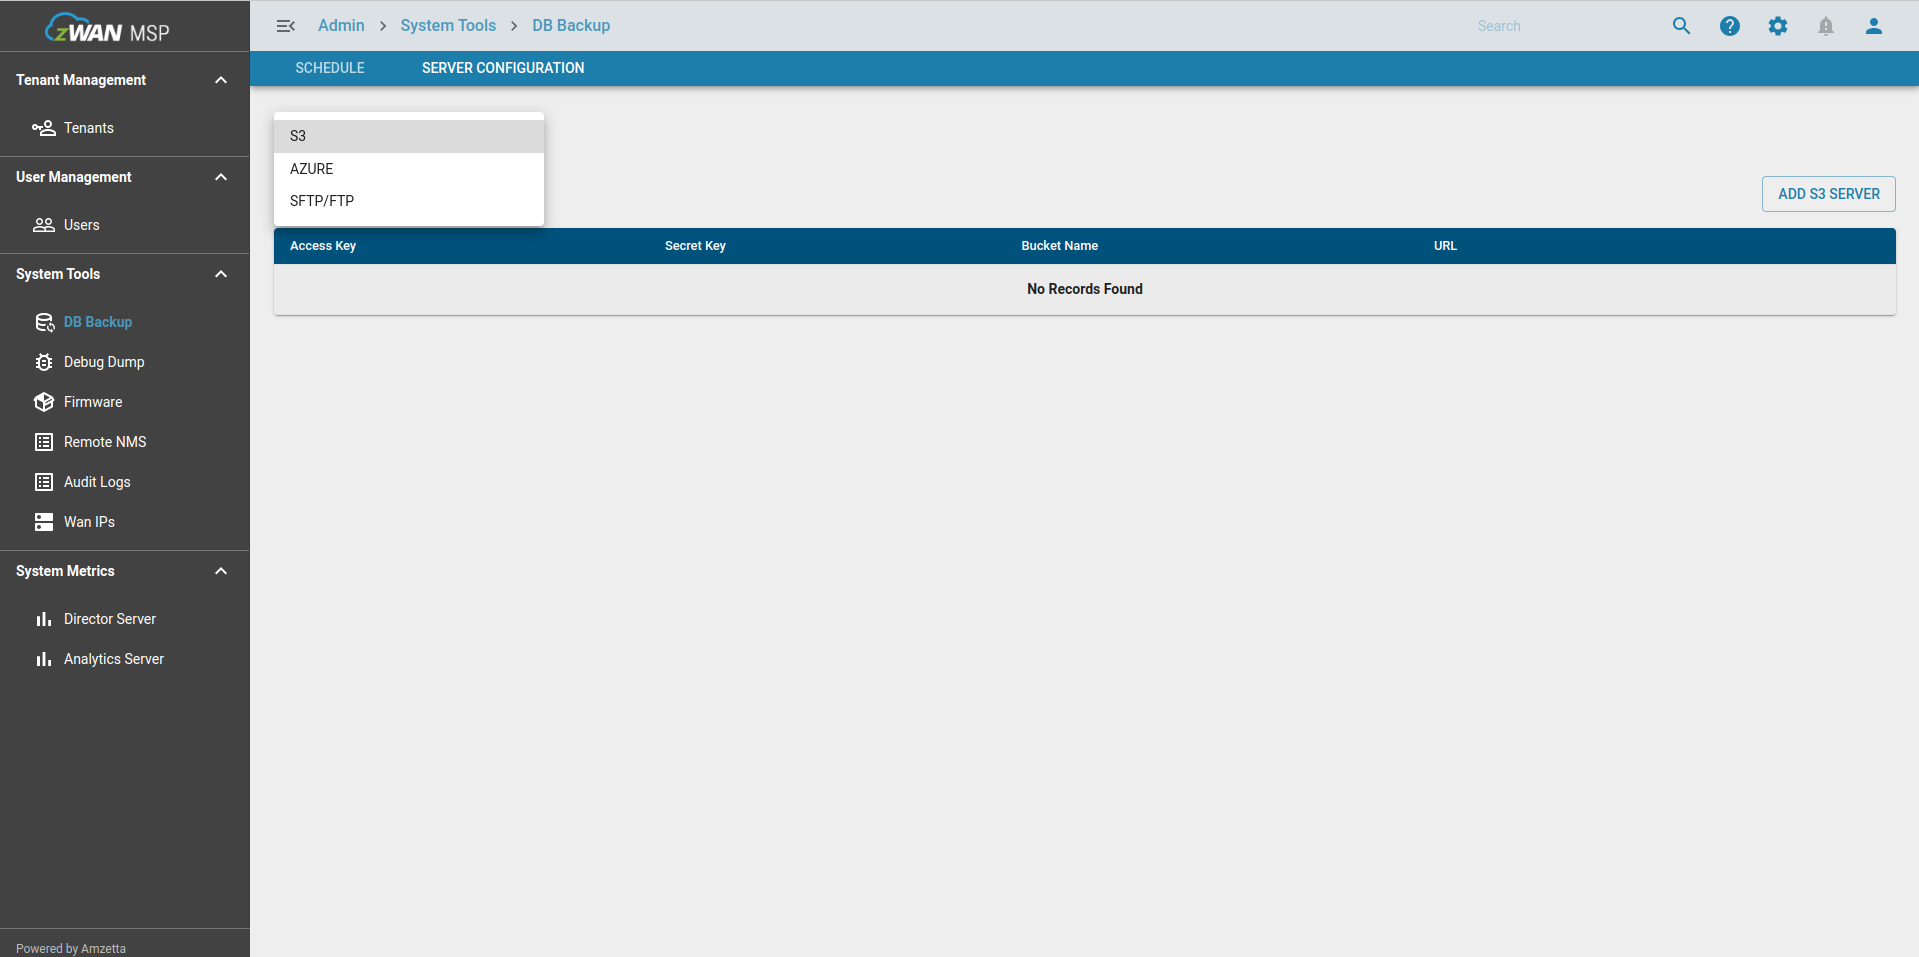 zWAN MSP
Admin > System Tools > DB Backup
Search
SCHEDULE SERVER CONFIGURATION
Tenant Management
Tenants
User Management
Users
System Tools
DB Backup
Debug Dump
Firmware
Remote NMS
Audit Logs
Wan IPs
System Metrics
Director Server
Analytics Server
Powered by Amzetta
S3
AZURE
SFTP/FTP
ADD S3 SERVER
Access Key Secret Key Bucket Name URL
No Records Found